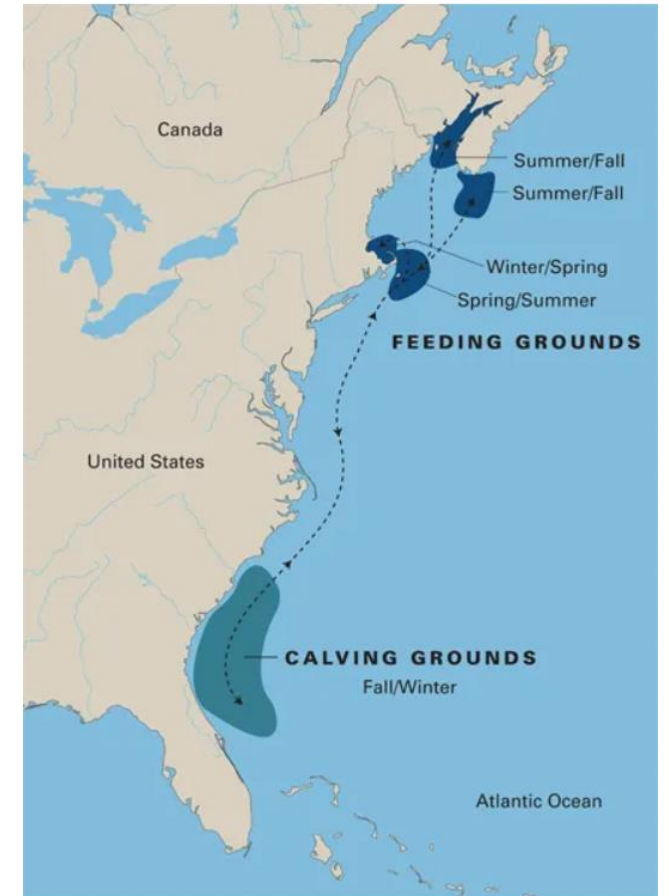 Canada
Summer/Fall
Summer/Fall
Winter/Spring
Spring/Summer
FEEDING GROUNDS
United States
CALVING GROUNDS
Fall/Winter
Atlantic Ocean